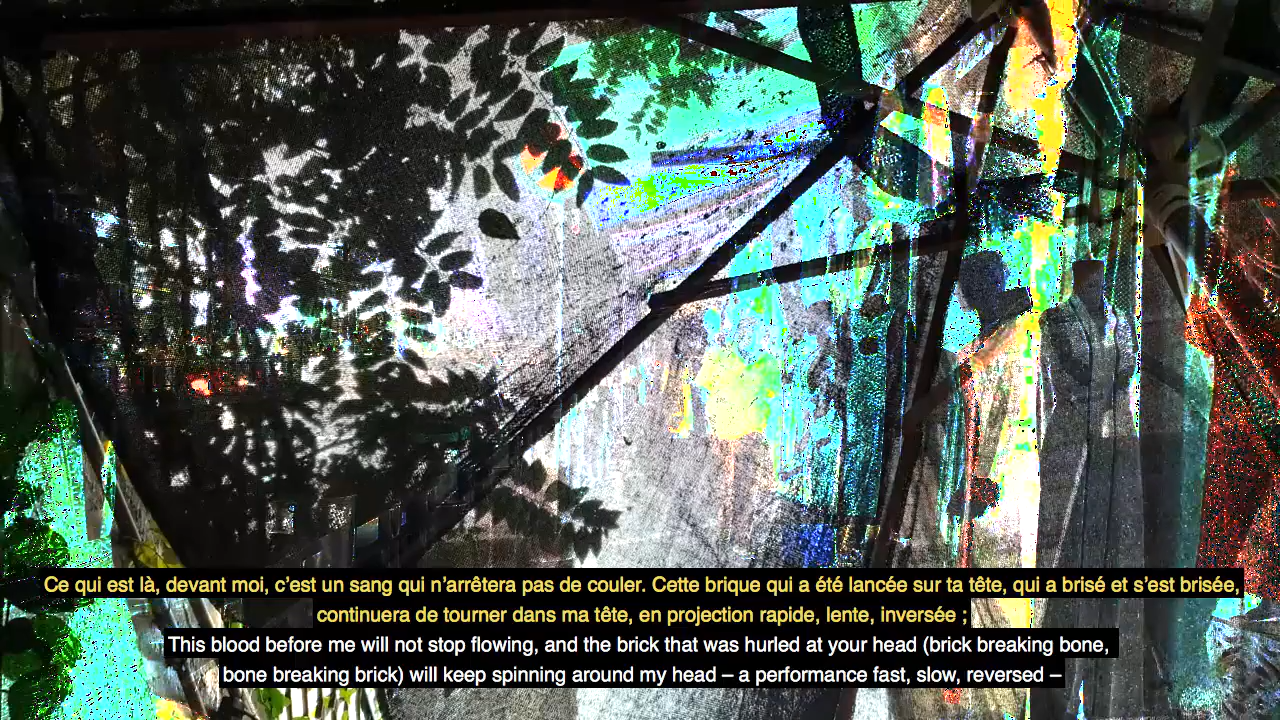 Ce qui est là, devant moi, c’est un sang qui n’arrêtera pas de couler. Cette brique qui a été lancée sur ta tête, qui a brisé et s’est brisée,
continuera de tourner dans ma tête, en projection rapide, lente, inversée ;
This blood before me will not stop flowing, and the brick that was hurled at your head (brick breaking bone,
bone breaking brick) will keep spinning around my head – a performance fast, slow, reversed –